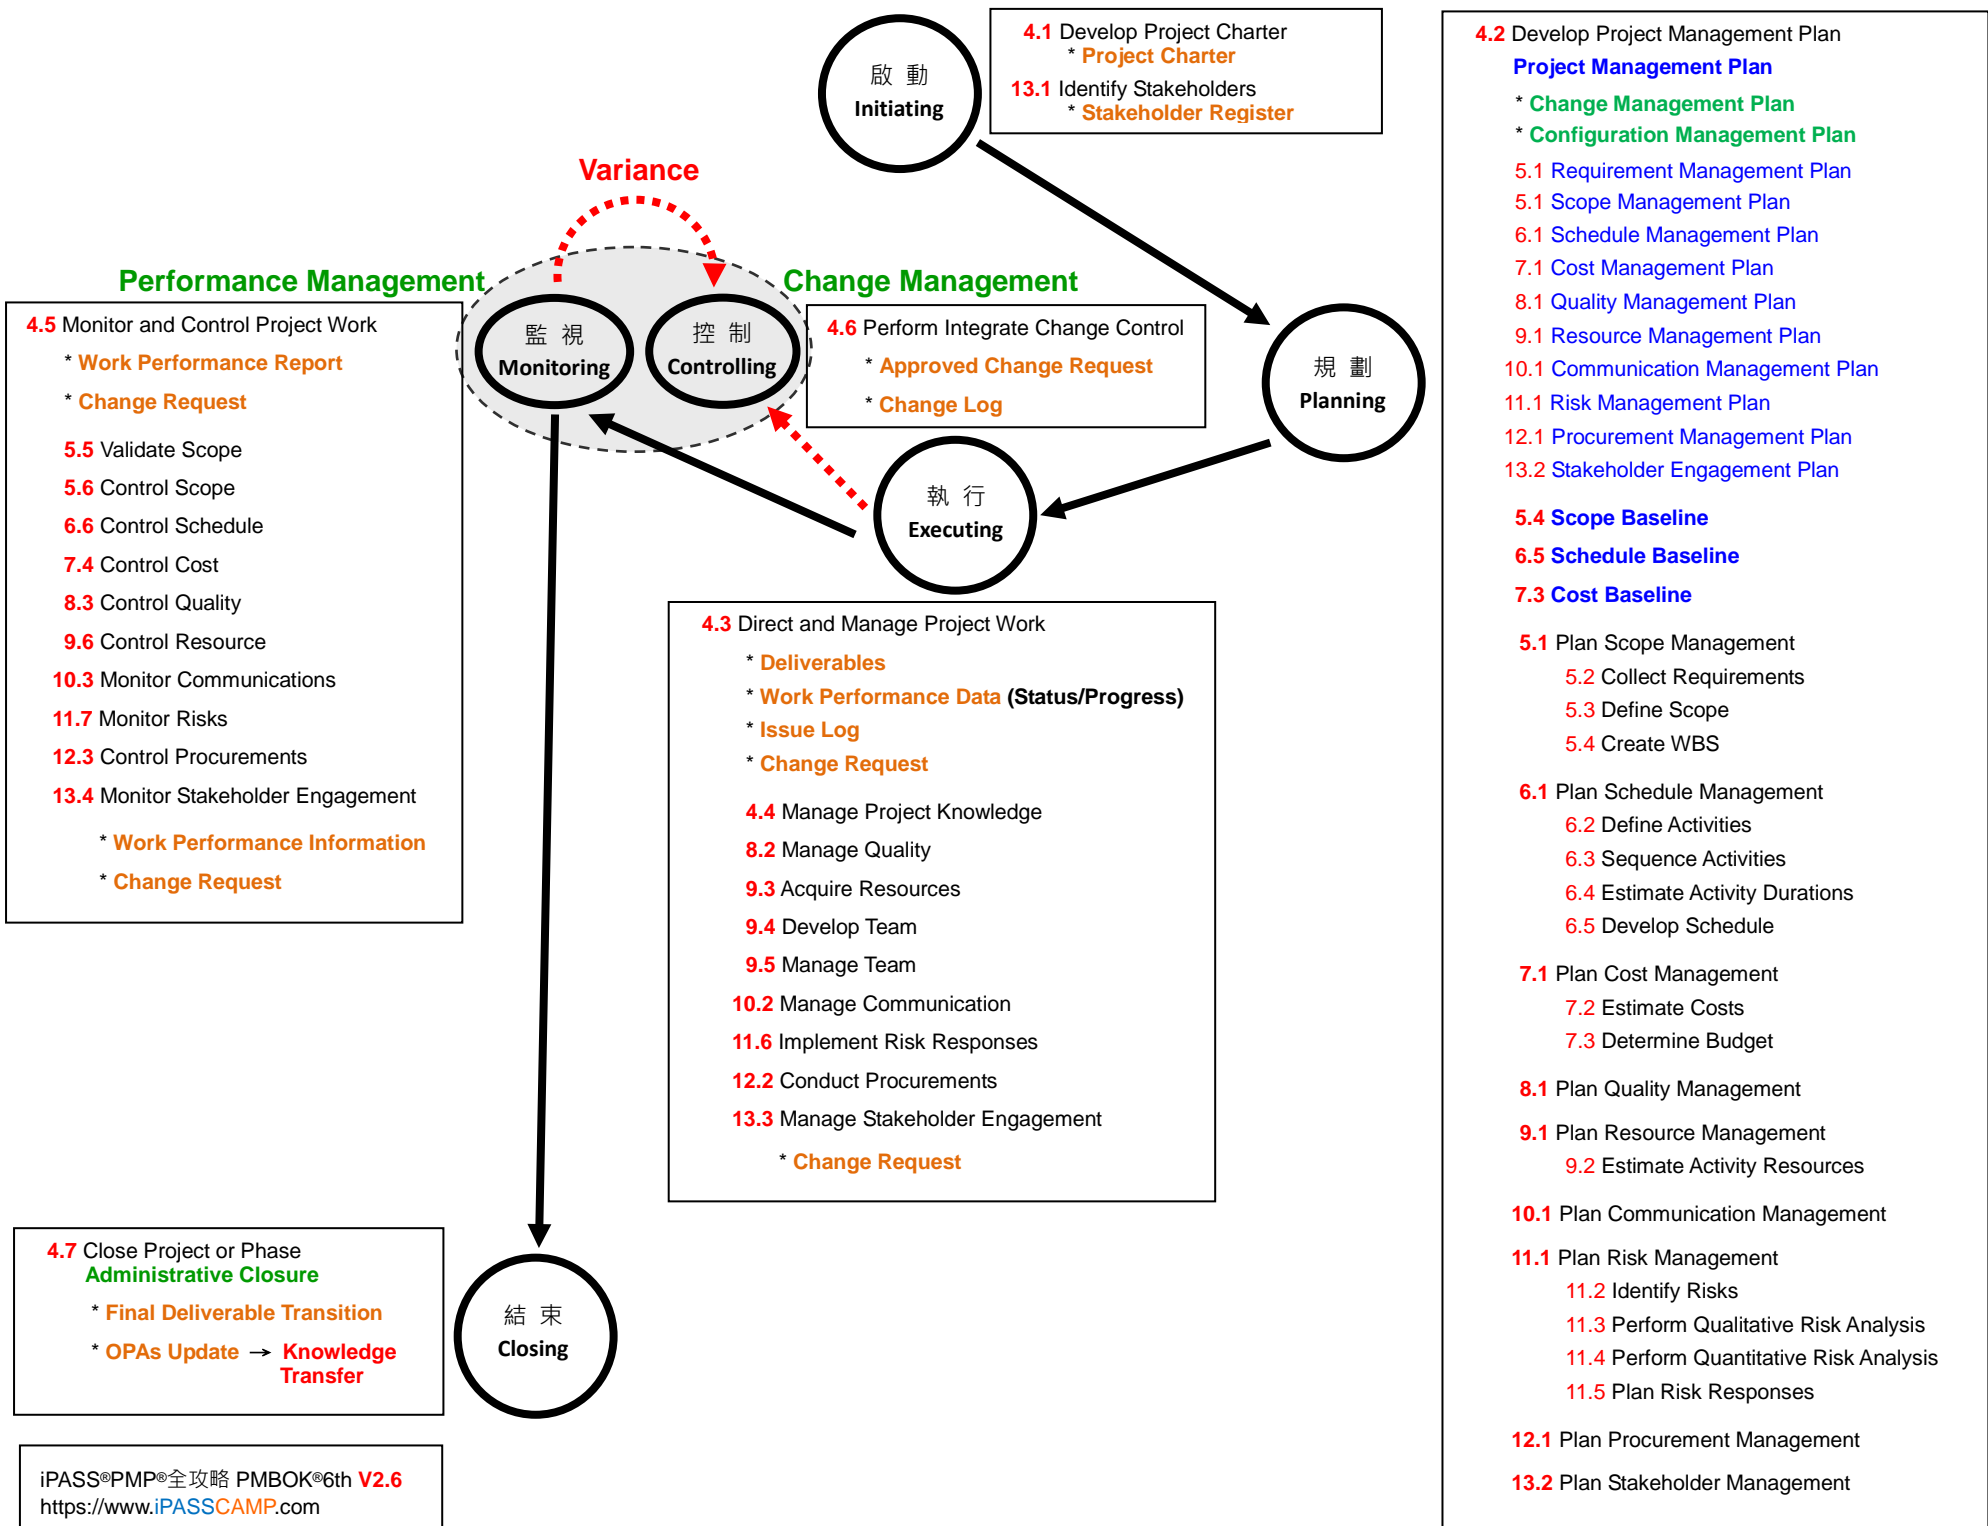 啟 動
Initiating
4.1 Develop Project Charter
* Project Charter
13.1 Identify Stakeholders
* Stakeholder Register
Variance
Performance Management
Change Management
監 視
Monitoring
控 制
Controlling
4.5 Monitor and Control Project Work
* Work Performance Report
* Change Request
5.5 Validate Scope
5.6 Control Scope
6.6 Control Schedule
7.4 Control Cost
8.3 Control Quality
9.6 Control Resource
10.3 Monitor Communications
11.7 Monitor Risks
12.3 Control Procurements
13.4 Monitor Stakeholder Engagement
* Work Performance Information
* Change Request
4.6 Perform Integrate Change Control
* Approved Change Request
* Change Log
規 劃
Planning
執 行
Executing
4.3 Direct and Manage Project Work
* Deliverables
* Work Performance Data (Status/Progress)
* Issue Log
* Change Request
4.4 Manage Project Knowledge
8.2 Manage Quality
9.3 Acquire Resources
9.4 Develop Team
9.5 Manage Team
10.2 Manage Communication
11.6 Implement Risk Responses
12.2 Conduct Procurements
13.3 Manage Stakeholder Engagement
* Change Request
4.7 Close Project or Phase
Administrative Closure
* Final Deliverable Transition
* OPAs Update → Knowledge
Transfer
結 束
Closing
iPASS®PMP®全攻略 PMBOK®6th V2.6
https://www.iPASSCAMP.com
4.2 Develop Project Management Plan
Project Management Plan
* Change Management Plan
* Configuration Management Plan
5.1 Requirement Management Plan
5.1 Scope Management Plan
6.1 Schedule Management Plan
7.1 Cost Management Plan
8.1 Quality Management Plan
9.1 Resource Management Plan
10.1 Communication Management Plan
11.1 Risk Management Plan
12.1 Procurement Management Plan
13.2 Stakeholder Engagement Plan
5.4 Scope Baseline
6.5 Schedule Baseline
7.3 Cost Baseline
5.1 Plan Scope Management
5.2 Collect Requirements
5.3 Define Scope
5.4 Create WBS
6.1 Plan Schedule Management
6.2 Define Activities
6.3 Sequence Activities
6.4 Estimate Activity Durations
6.5 Develop Schedule
7.1 Plan Cost Management
7.2 Estimate Costs
7.3 Determine Budget
8.1 Plan Quality Management
9.1 Plan Resource Management
9.2 Estimate Activity Resources
10.1 Plan Communication Management
11.1 Plan Risk Management
11.2 Identify Risks
11.3 Perform Qualitative Risk Analysis
11.4 Perform Quantitative Risk Analysis
11.5 Plan Risk Responses
12.1 Plan Procurement Management
13.2 Plan Stakeholder Management